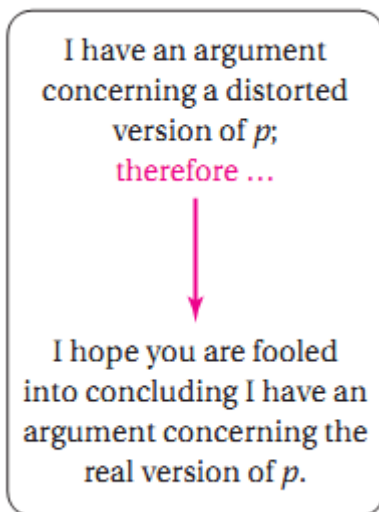 I have an argument
concerning a distorted
version of p;
therefore ...
I hope you are fooled
into concluding I have an
argument concerning the
real version of p.